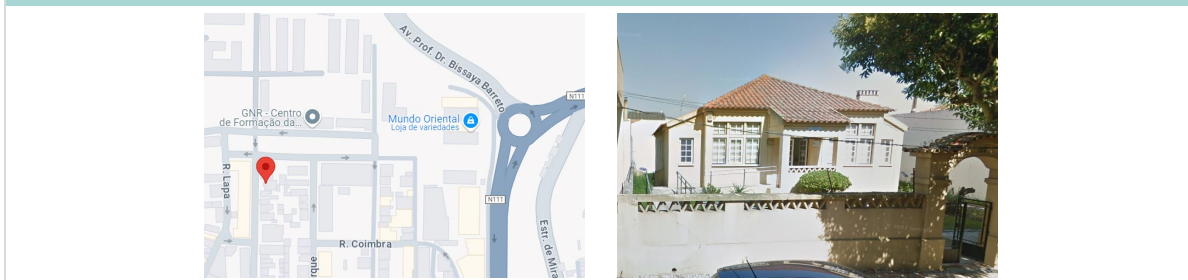 Av. Prof. Dr. Bissaya Barreto
N111
GNR - Centro
de Formação da...
Mundo Oriental
Loja de variedades
R. Lapa
N111
R. Coimbra
Estr. de Mira
rque